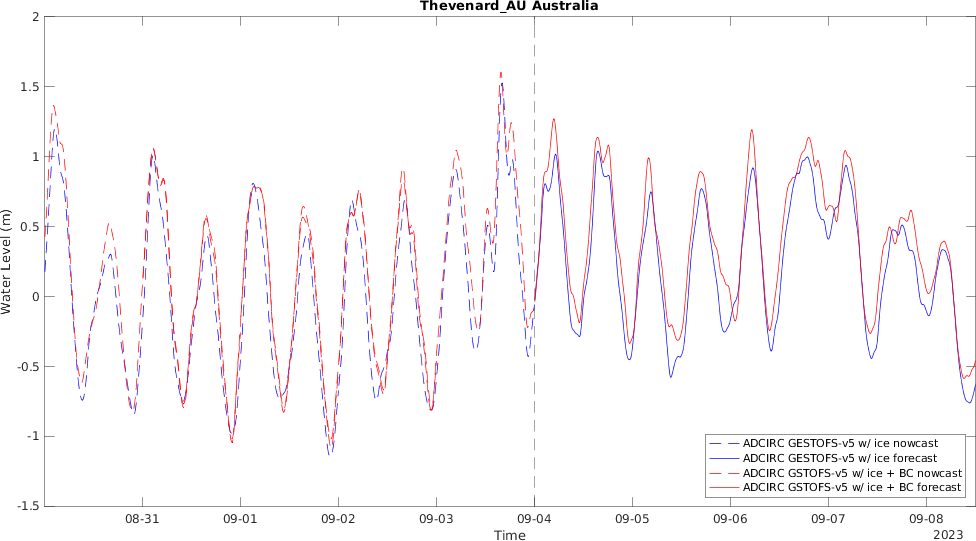 Thevenard_AU Australia
2
1.5
1
0.5
0
-0.5
-1
-1.5
Water Level (m)
08-31
09-01
09-02
09-03
09-04
09-05
09-06
09-07
09-08
Time
2023
ADCIRC GESTOFS-v5 w/ ice nowcast
ADCIRC GESTOFS-v5 w/ ice forecast
ADCIRC GSTOFS-v5 w/ ice + BC nowcast
ADCIRC GSTOFS-v5 w/ ice + BC forecast